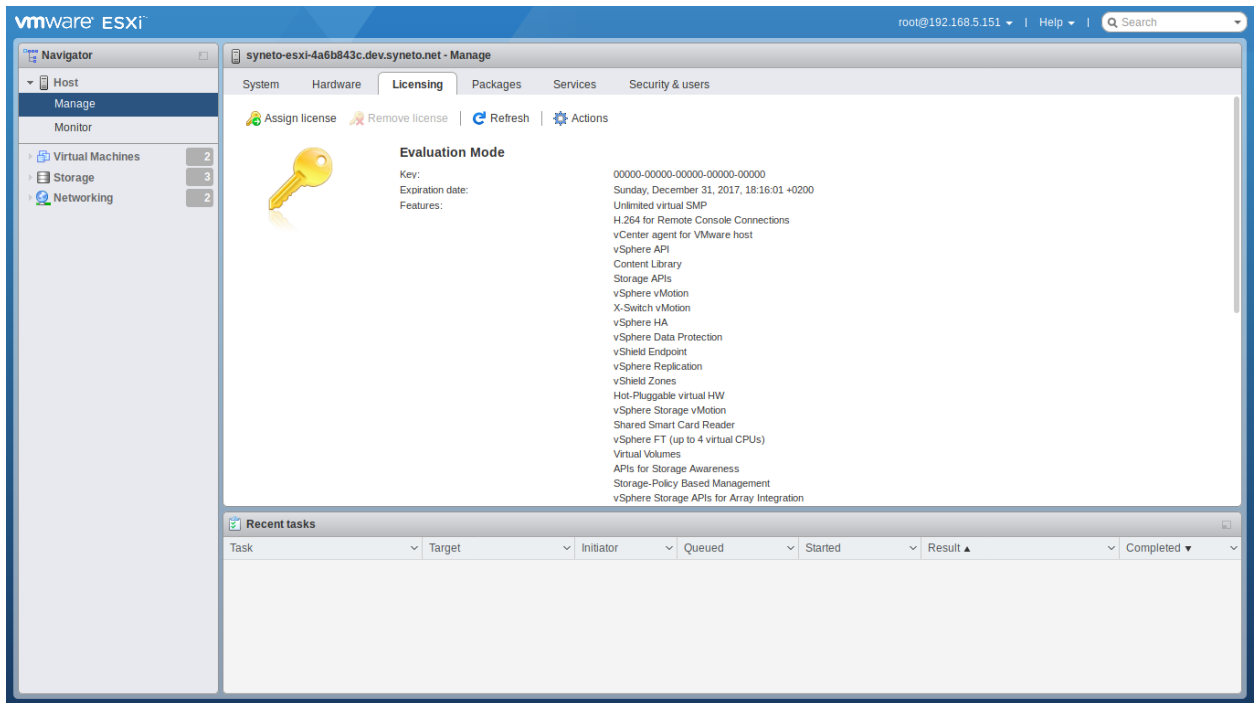 vmware ESXi
root@192.168.5.151 | Help | Search
Navigator
Host
Manage
Monitor
Virtual Machines 2
Storage 3
Networking 2
syneto-esxi-4a6b843c.dev.syneto.net - Manage
System Hardware Licensing Packages Services Security & users
Assign license Remove license | Refresh | Actions
Evaluation Mode
Key: 00000-00000-00000-00000-00000
Expiration date: Sunday, December 31, 2017, 18:16:01 +0200
Features: Unlimited virtual SMP
H.264 for Remote Console Connections
vCenter agent for VMware host
vSphere API
Content Library
Storage APIs
vSphere vMotion
X-Switch vMotion
vSphere HA
vSphere Data Protection
vShield Endpoint
vSphere Replication
vShield Zones
Hot-Pluggable virtual HW
vSphere Storage vMotion
Shared Smart Card Reader
vSphere FT (up to 4 virtual CPUs)
Virtual Volumes
APIs for Storage Awareness
Storage-Policy Based Management
vSphere Storage APIs for Array Integration
Recent tasks
Task Target Initiator Queued Started Result ▲ Completed ▼